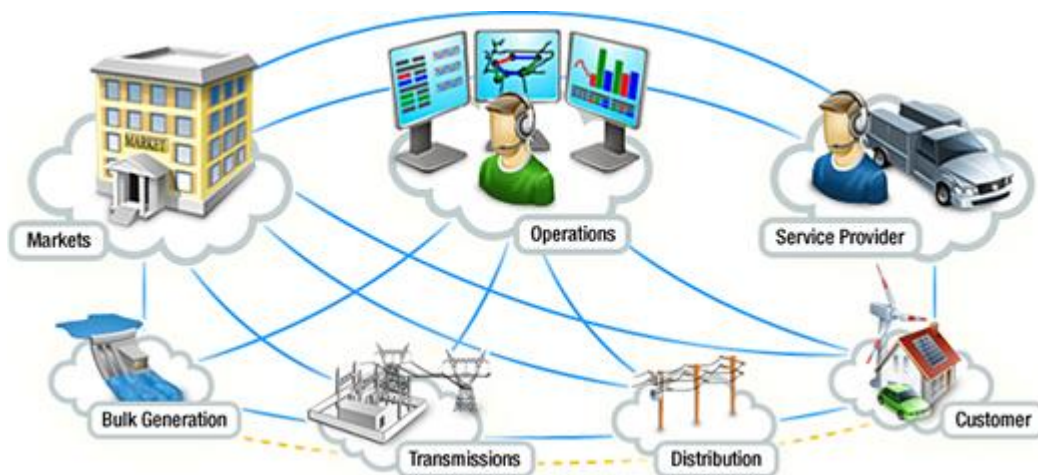 MARKET
Markets
Operations
Service Provider
Bulk Generation
Transmissions
Distribution
Customer